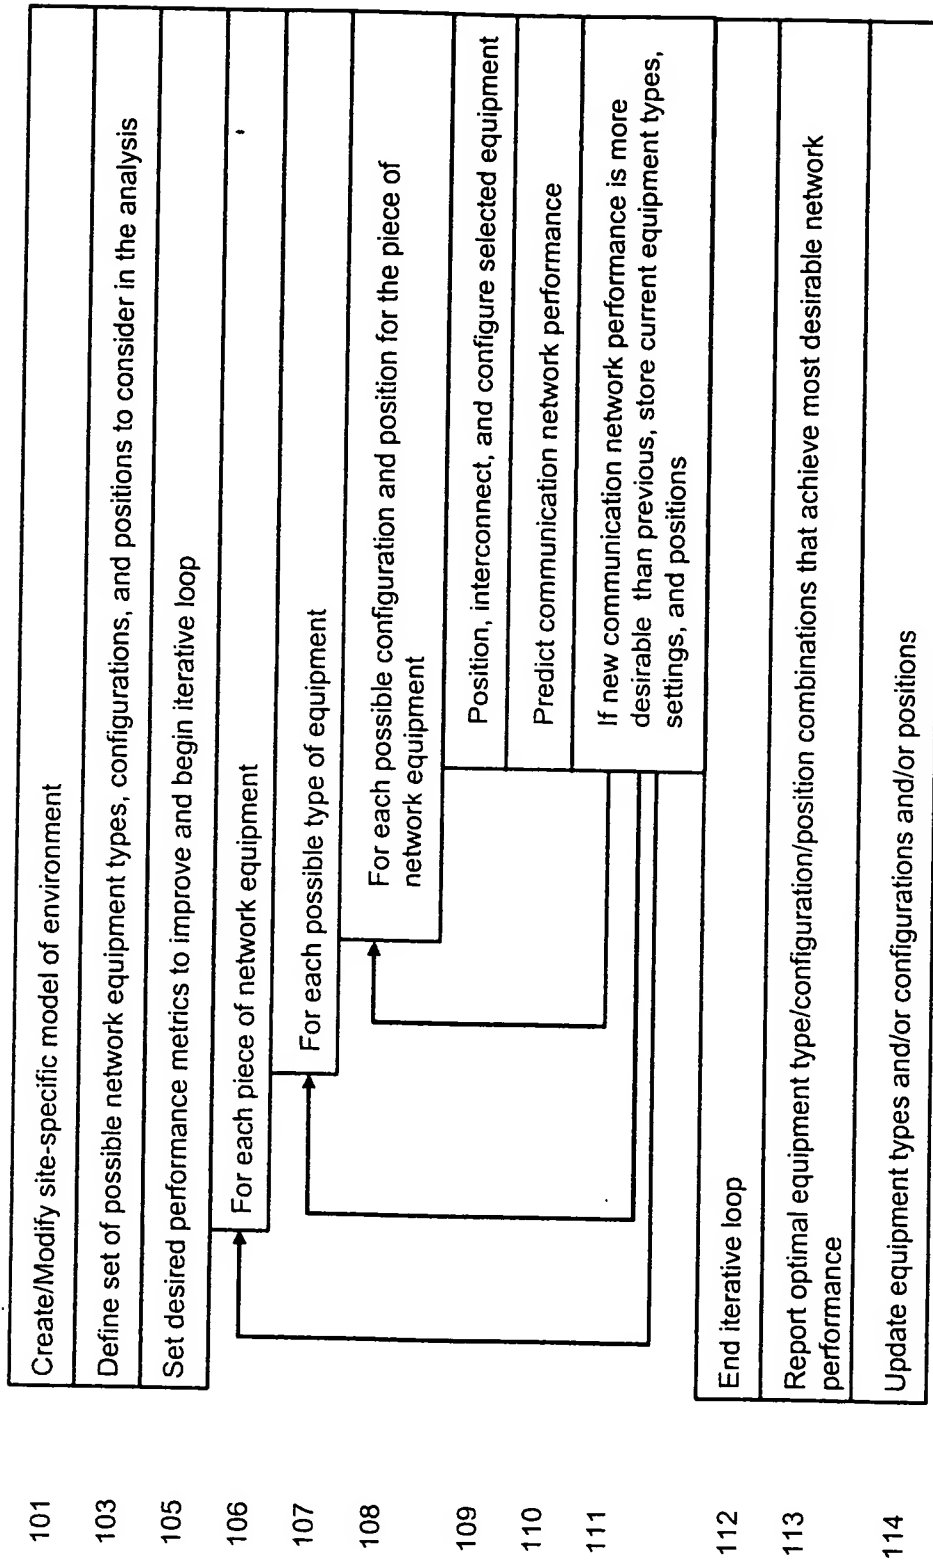 101 Create/Modify site-specific model of environment
103 Define set of possible network equipment types, configurations, and positions to consider in the analysis
105 Set desired performance metrics to improve and begin iterative loop
106 For each piece of network equipment
107 For each possible type of equipment
108 For each possible configuration and position for the piece of
network equipment
109 Position, interconnect, and configure selected equipment
110 Predict communication network performance
111 If new communication network performance is more
desirable than previous, store current equipment types,
settings, and positions
112 End iterative loop
113 Report optimal equipment type/configuration/position combinations that achieve most desirable network
performance
114 Update equipment types and/or configurations and/or positions